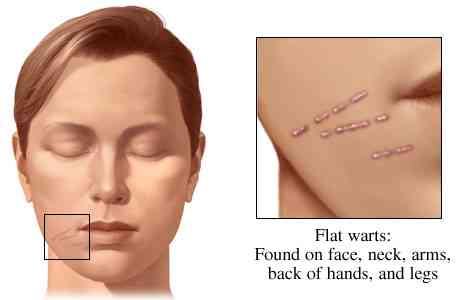 Flat warts:
Found on face, neck, arms,
back of hands, and legs